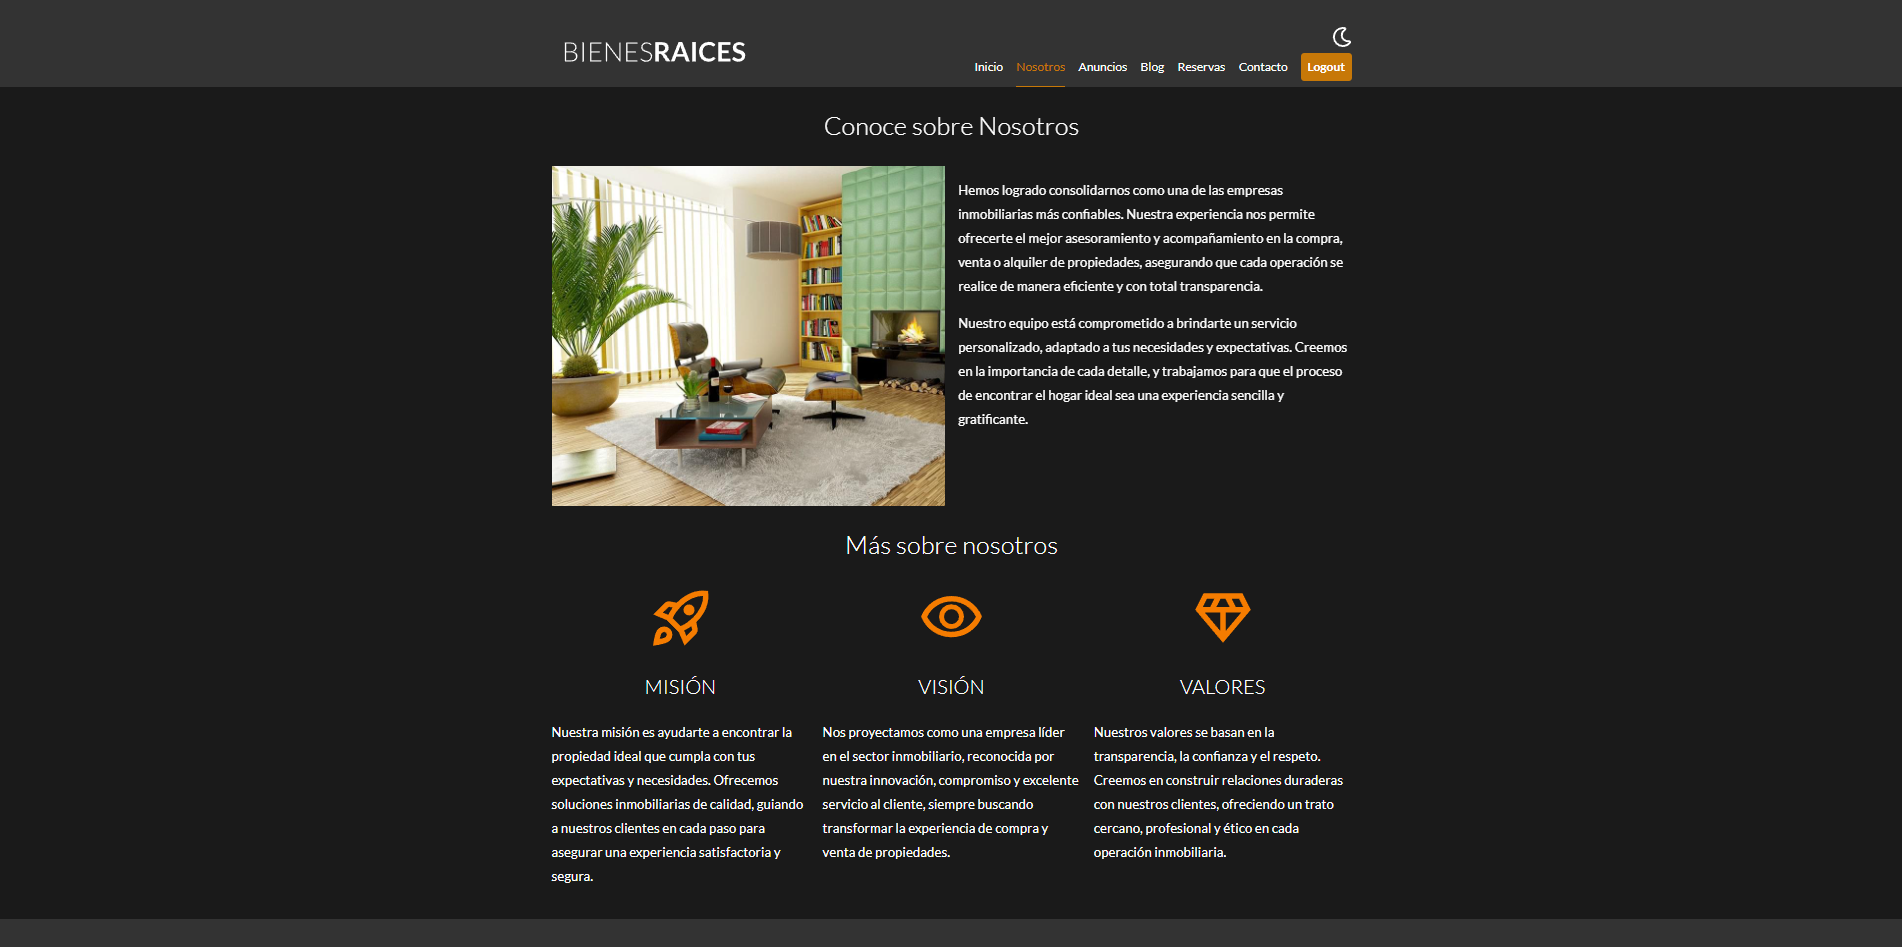 BIENESRAICES
Inicio Nosotros Anuncios Blog Reservas Contacto Logout
Conoce sobre Nosotros
Hemos logrado consolidarnos como una de las empresas
inmobiliarias más confiables. Nuestra experiencia nos permite
ofrecerte el mejor asesoramiento y acompañamiento en la compra,
venta o alquiler de propiedades, asegurando que cada operación se
realice de manera eficiente y con total transparencia.
Nuestro equipo está comprometido a brindarte un servicio
personalizado, adaptado a tus necesidades y expectativas. Creemos
en la importancia de cada detalle, y trabajamos para que el proceso
de encontrar el hogar ideal sea una experiencia sencilla y
gratificante.
Más sobre nosotros
MISIÓN
Nuestra misión es ayudarte a encontrar la
propiedad ideal que cumpla con tus
expectativas y necesidades. Ofrecemos
soluciones inmobiliarias de calidad, guiando
a nuestros clientes en cada paso para
asegurar una experiencia satisfactoria y
segura.
VISIÓN
Nos proyectamos como una empresa líder
en el sector inmobiliario, reconocida por
nuestra innovación, compromiso y excelente
servicio al cliente, siempre buscando
transformar la experiencia de compra y
venta de propiedades.
VALORES
Nuestros valores se basan en la
transparencia, la confianza y el respeto.
Creemos en construir relaciones duraderas
con nuestros clientes, ofreciendo un trato
cercano, profesional y ético en cada
operación inmobiliaria.